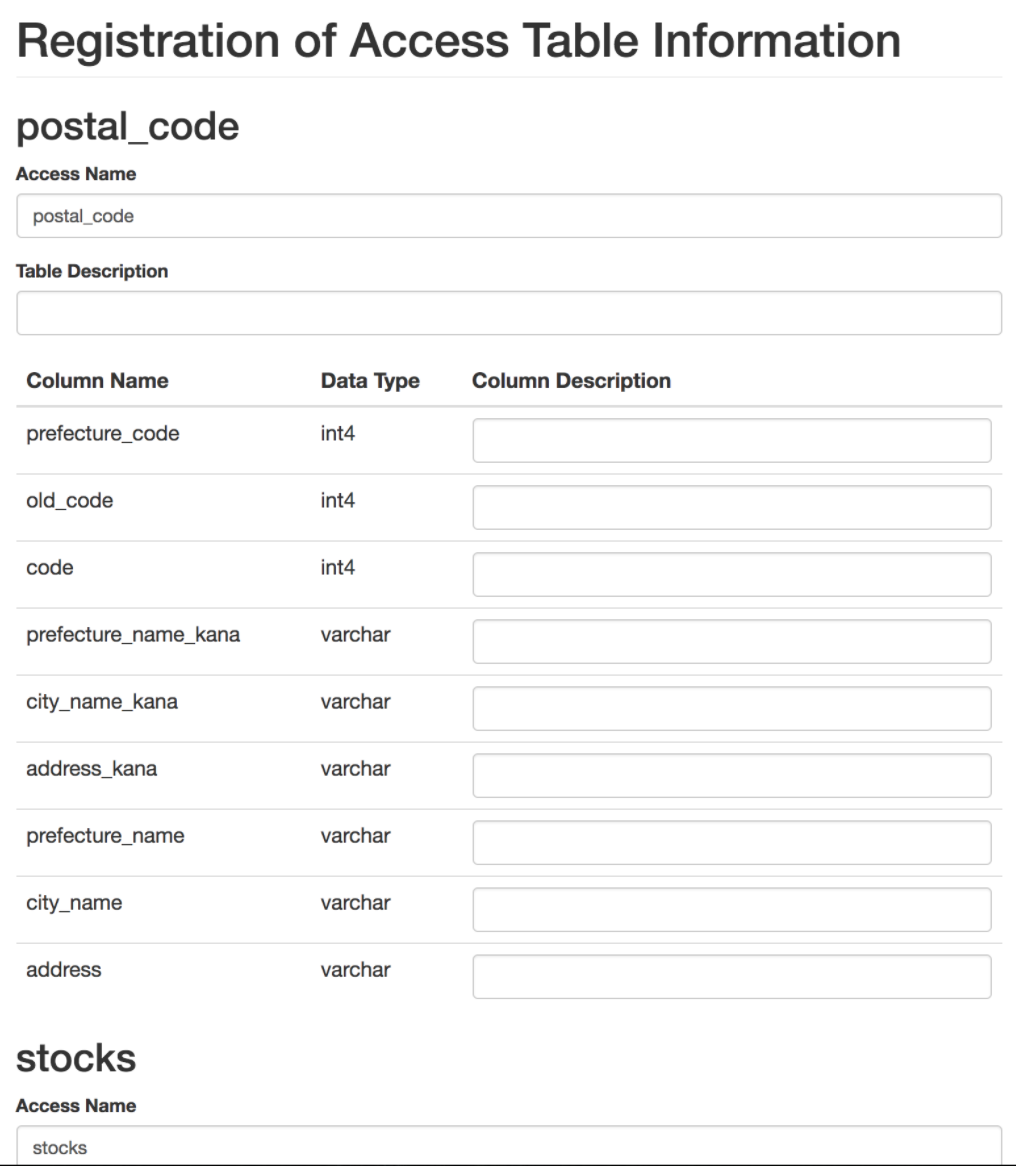 Registration of Access Table Information
postal_code
Access Name
postal_code
Table Description
Column Name Data Type Column Description
prefecture_code int4
old_code int4
code int4
prefecture_name_kana varchar
city_name_kana varchar
address_kana varchar
prefecture_name varchar
city_name varchar
address varchar
stocks
Access Name
stocks